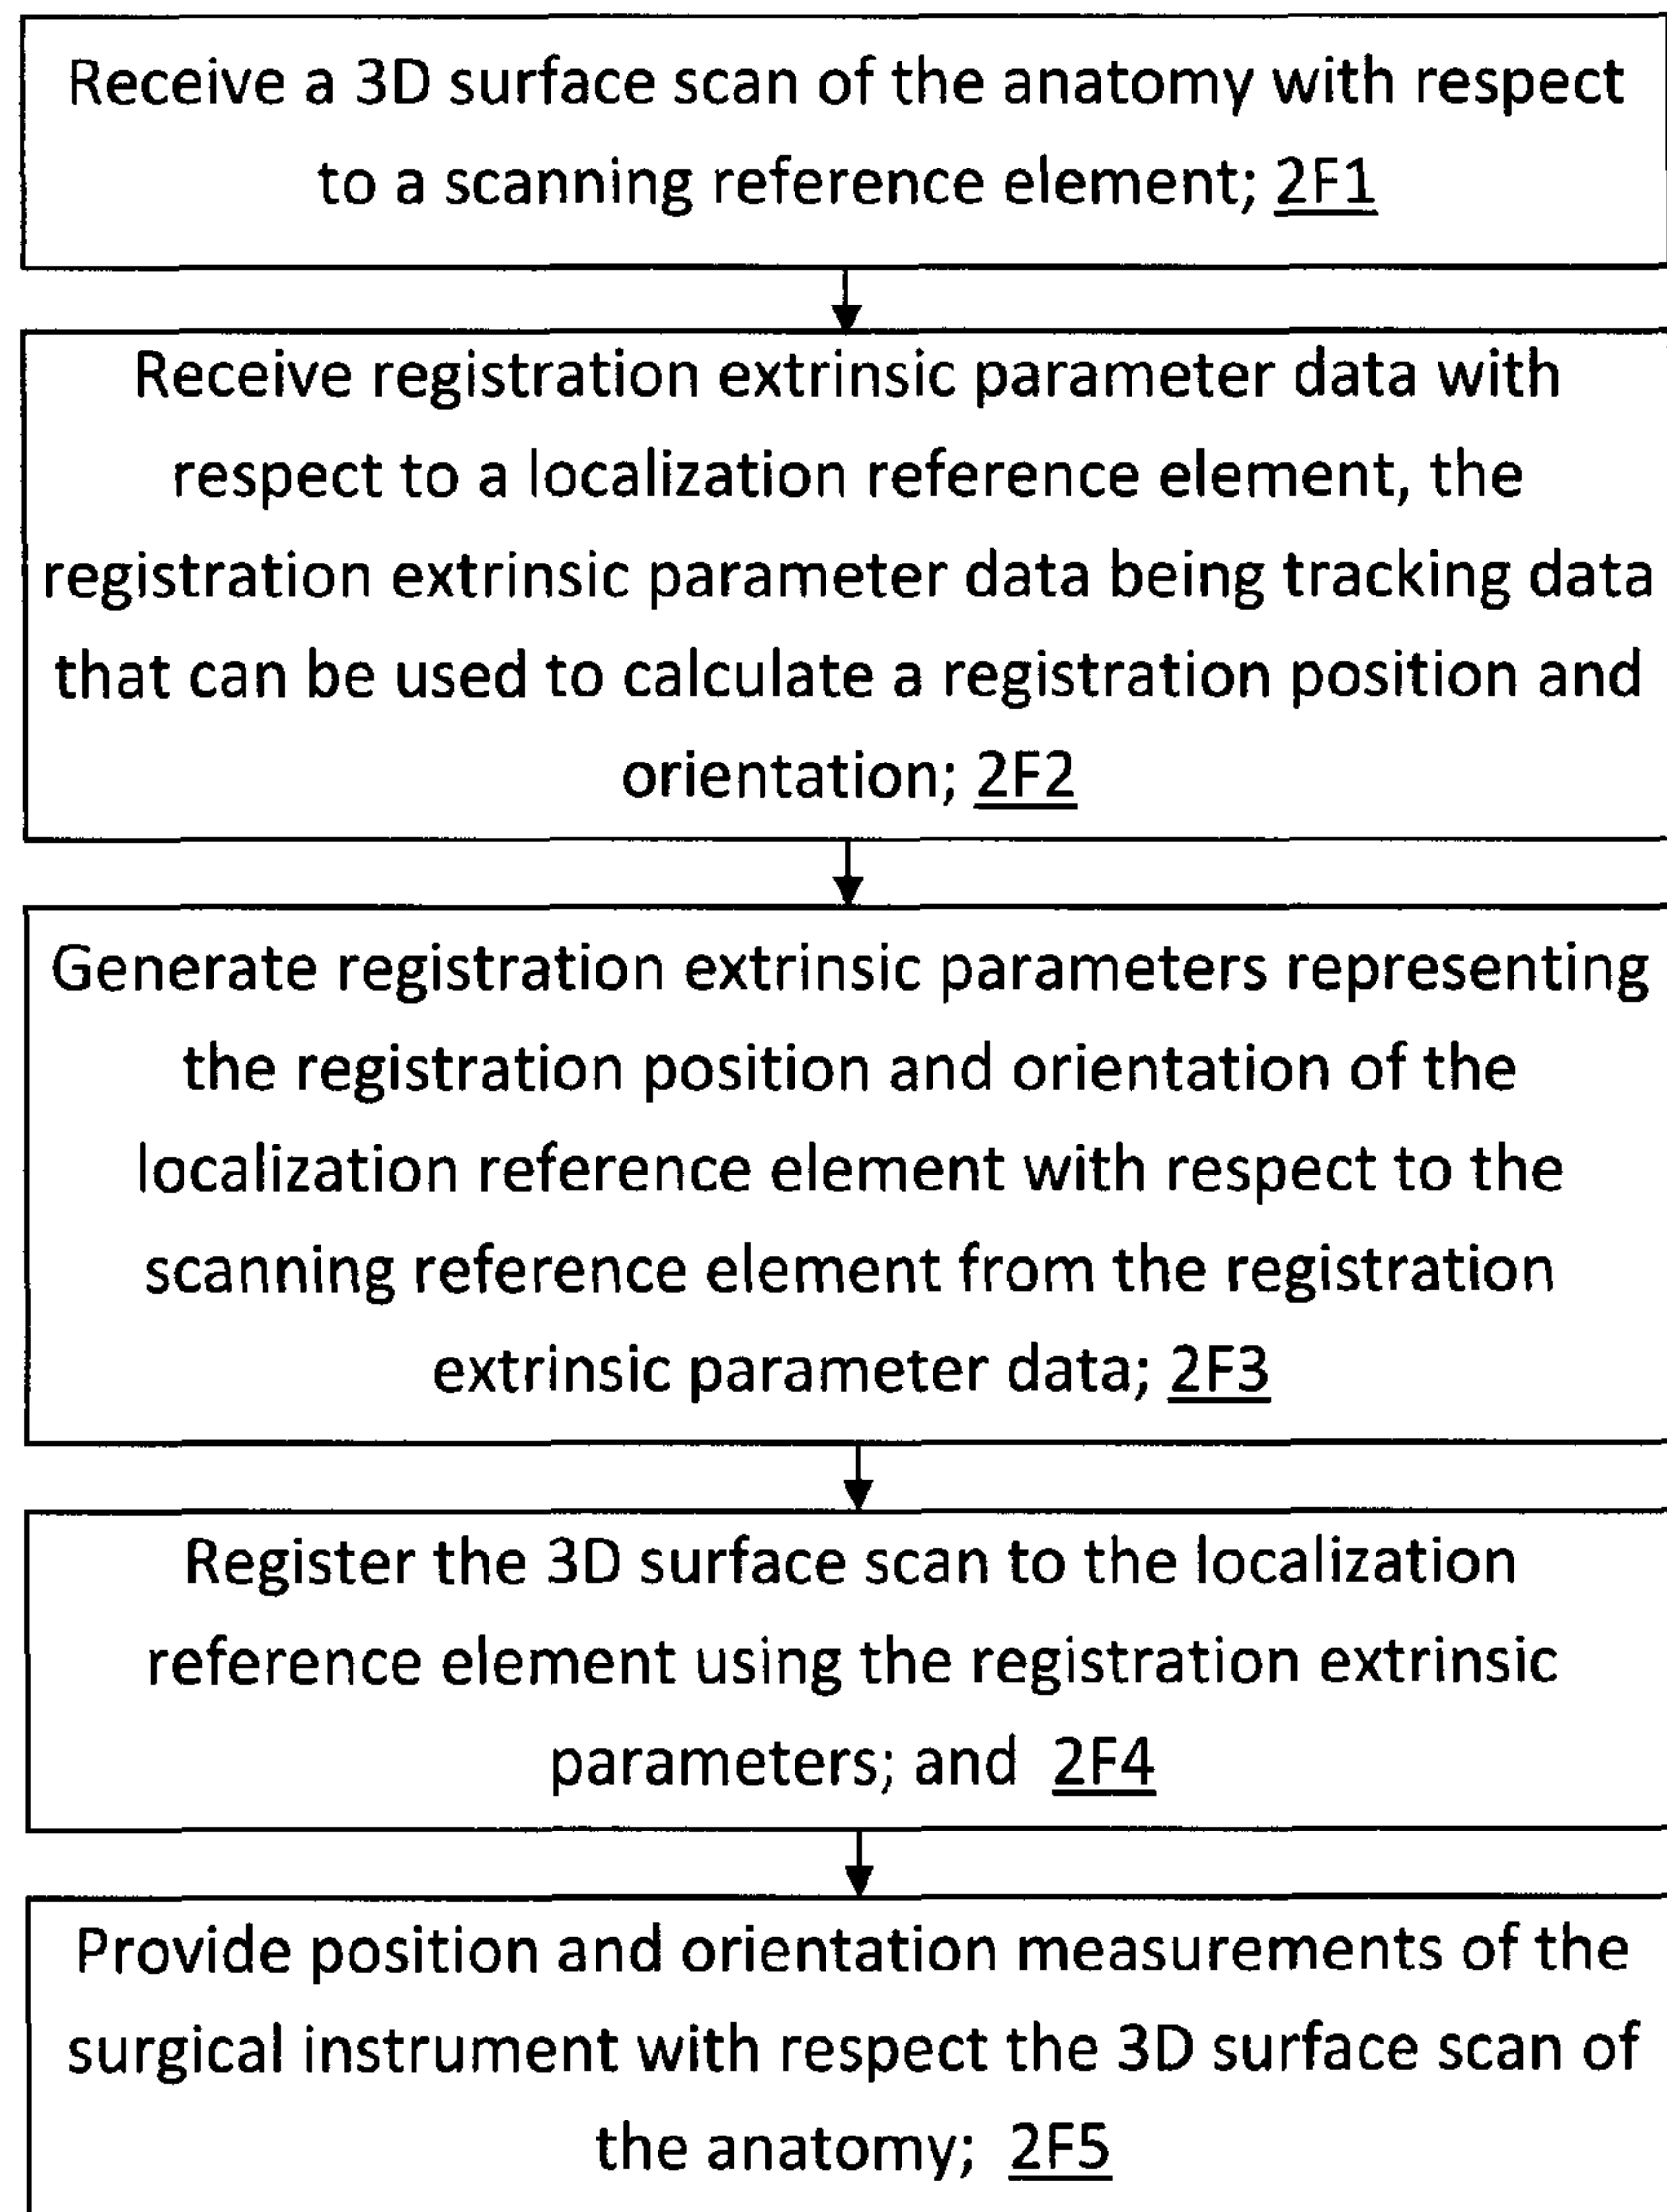 Receive a 3D surface scan of the anatomy with respect
to a scanning reference element; 2F1
Receive registration extrinsic parameter data with
respect to a localization reference element, the
registration extrinsic parameter data being tracking data
that can be used to calculate a registration position and
orientation; 2F2
Generate registration extrinsic parameters representing
the registration position and orientation of the
localization reference element with respect to the
scanning reference element from the registration
extrinsic parameter data; 2F3
Register the 3D surface scan to the localization
reference element using the registration extrinsic
parameters; and 2F4
Provide position and orientation measurements of the
surgical instrument with respect the 3D surface scan of
the anatomy; 2F5